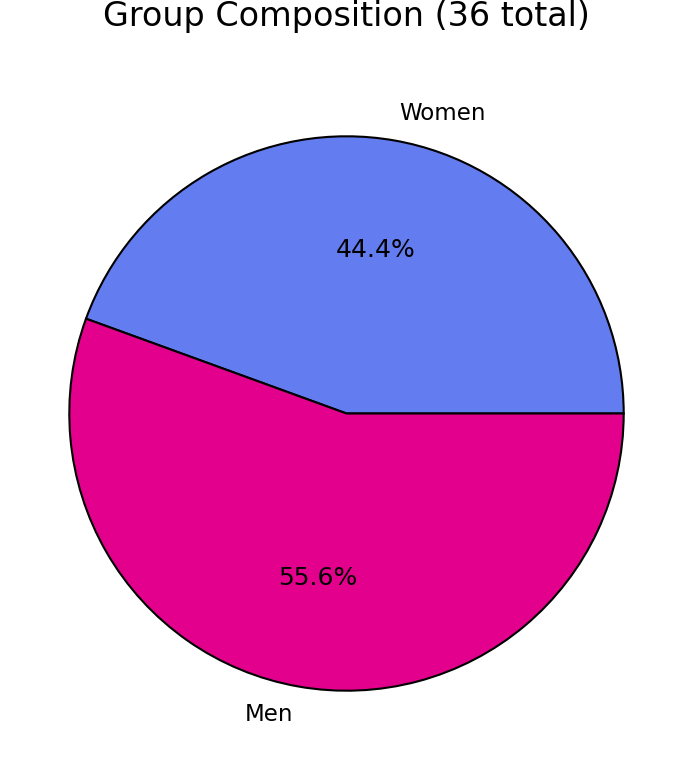 Group Composition (36 total)
Women
44.4%
55.6%
Men